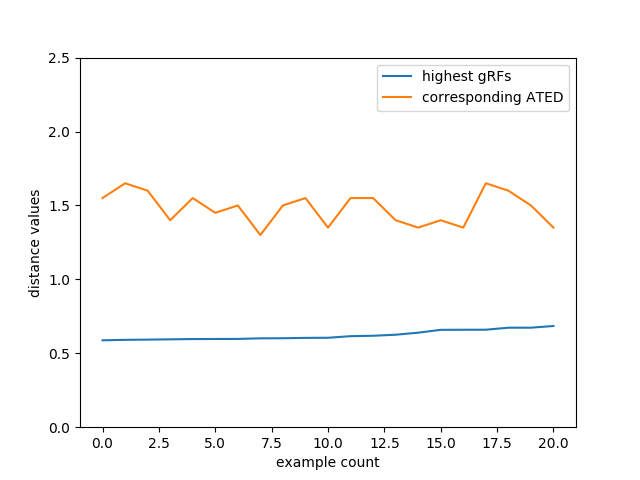 highest gRFs
corresponding ATED
2.5
2.0
1.5
1.0
0.5
0.0
distance values
0.0 2.5 5.0 7.5 10.0 12.5 15.0 17.5 20.0
example count